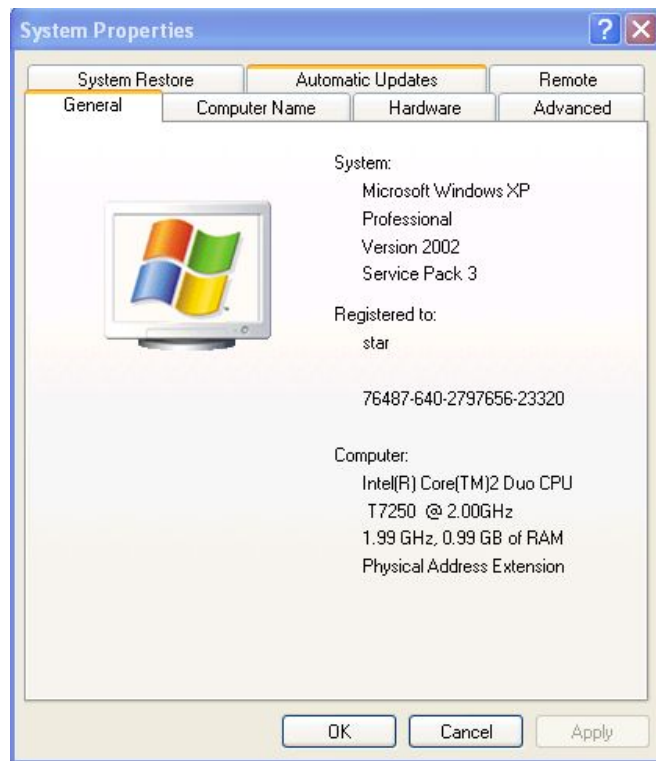 System Properties
System Restore Automatic Updates Remote
General Computer Name Hardware Advanced
System:
Microsoft Windows XP
Professional
Version 2002
Service Pack 3
Registered to:
star
76487-640-2797656-23320
Computer:
Intel(R) Core(TM)2 Duo CPU
T7250 @ 2.00GHz
1.99 GHz, 0.99 GB of RAM
Physical Address Extension
OK Cancel Apply